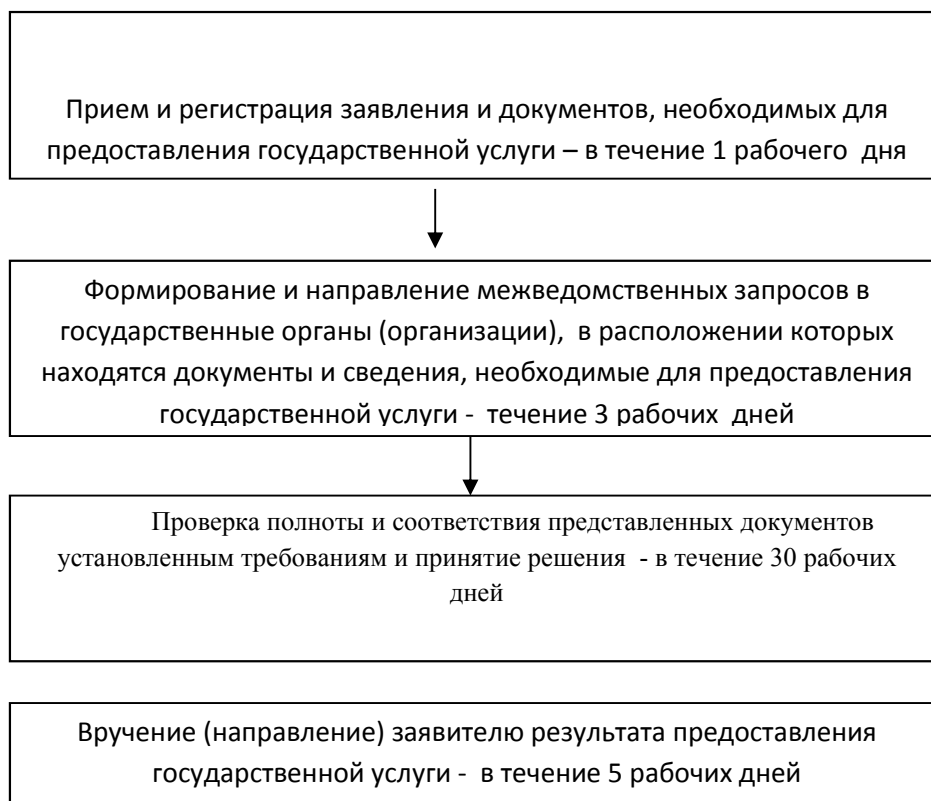 Прием и регистрация заявления и документов, необходимых для
предоставления государственной услуги – в течение 1 рабочего дня
Формирование и направление межведомственных запросов в
государственные органы (организации), в расположении которых
находятся документы и сведения, необходимые для предоставления
государственной услуги - течение 3 рабочих дней
Проверка полноты и соответствия представленных документов
установленным требованиям и принятие решения - в течение 30 рабочих
дней
Вручение (направление) заявителю результата предоставления
государственной услуги - в течение 5 рабочих дней